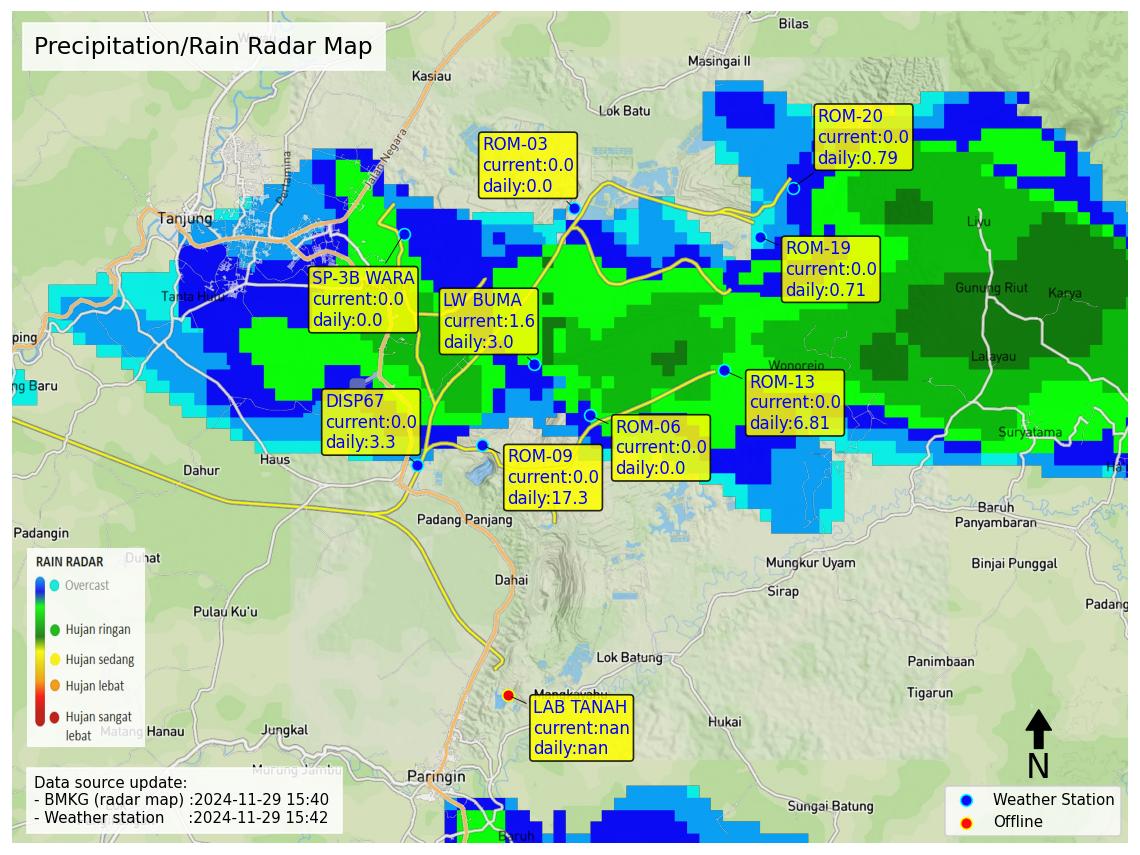 Precipitation/Rain Radar Map
Bilas
Masingai II
Kasiau
Lok Batu
Jalan Negara
Pertamina
Tanjung
ROM-03
current:0.0
daily:0.0
ROM-20
current:0.0
daily:0.79
Liyu
ROM-19
current:0.0
daily:0.71
SP-3B WARA
current:0.0
daily:0.0
LW BUMA
current:1.6
daily:3.0
Gunung Riut
Karya
ping
ng Baru
Lalayau
Wonorejo
ROM-13
current:0.0
daily:6.81
DISP67
current:0.0
daily:3.3
ROM-06
current:0.0
daily:0.0
Suryatama
ROM-09
current:0.0
daily:17.3
Haus
Dahur
Padangin
Padang Panjang
Baruh
Panyambaran
Duhat
Dahai
Mungkur Uyam
Binjai Punggal
Sirap
Padang
Pulau Ku'u
Lok Batung
Panimbaan
Tigarun
Mangkayahu
LAB TANAH
current:nan
daily:nan
Hukai
Jungkal
Matang Hanau
Murung Jambu
Paringin
Sungai Batung
Baruh
RAIN RADAR
Overcast
Hujan ringan
Hujan sedang
Hujan lebat
Hujan sangat
lebat
Data source update:
- BMKG (radar map) :2024-11-29 15:40
- Weather station :2024-11-29 15:42
N
Weather Station
Offline